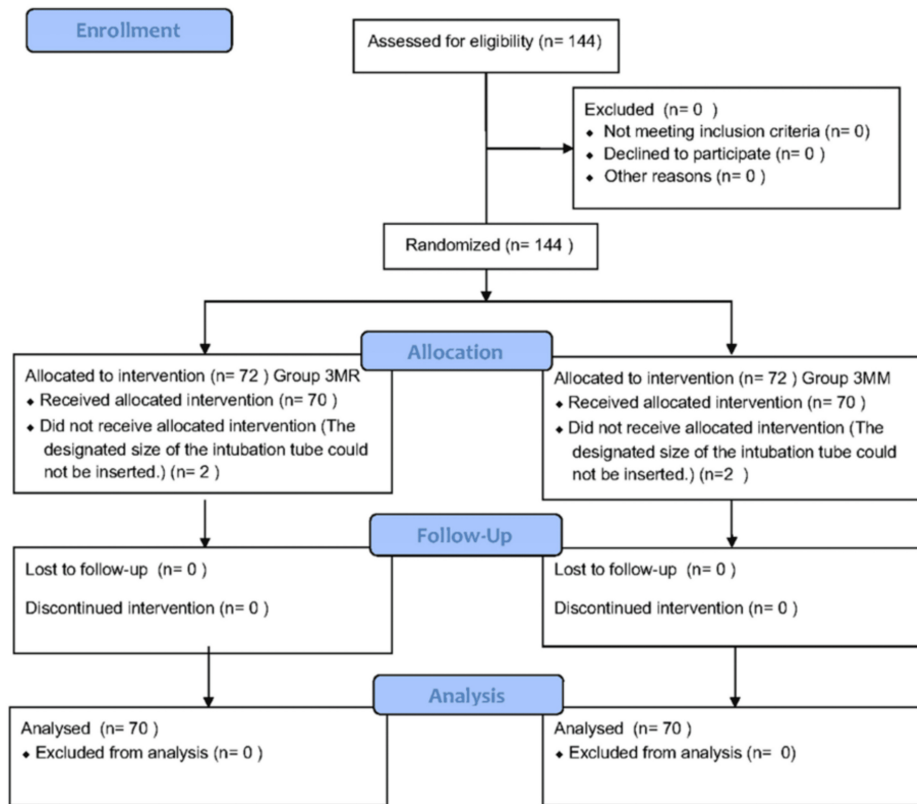 Enrollment
Assessed for eligibility (n= 144)
Excluded (n= 0 )
♦ Not meeting inclusion criteria (n= 0)
♦ Declined to participate (n= 0 )
♦ Other reasons (n= 0 )
Randomized (n= 144 )
Allocation
Allocated to intervention (n= 72 ) Group 3MR
♦ Received allocated intervention (n= 70 )
♦ Did not receive allocated intervention (The
designated size of the intubation tube could
not be inserted.) (n= 2 )
Allocated to intervention (n= 72 ) Group 3MM
♦ Received allocated intervention (n= 70 )
♦ Did not receive allocated intervention (The
designated size of the intubation tube could
not be inserted.) (n=2 )
Follow-Up
Lost to follow-up (n= 0 )
Discontinued intervention (n= 0 )
Lost to follow-up (n= 0 )
Discontinued intervention (n= 0 )
Analysis
Analysed (n= 70 )
♦ Excluded from analysis (n= 0 )
Analysed (n= 70 )
♦ Excluded from analysis (n= 0)